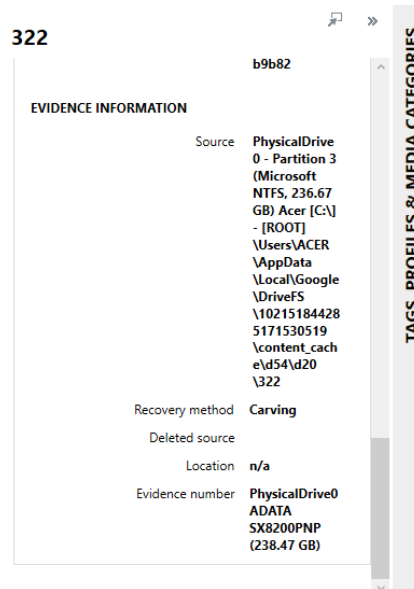 322
b9b82
EVIDENCE INFORMATION
Source PhysicalDrive
0 - Partition 3
(Microsoft
NTFS, 236.67
GB) Acer [C:\]
- [ROOT]
\Users\ACER
\AppData
\Local\Google
\DriveFS
\10215184428
5171530519
\content_cach
e\d54\d20
\322
Recovery method Carving
Deleted source
Location n/a
Evidence number PhysicalDrive0
ADATA
SX8200PNP
(238.47 GB)
TAGS, PROFILES & MEDIA CATEGORIES